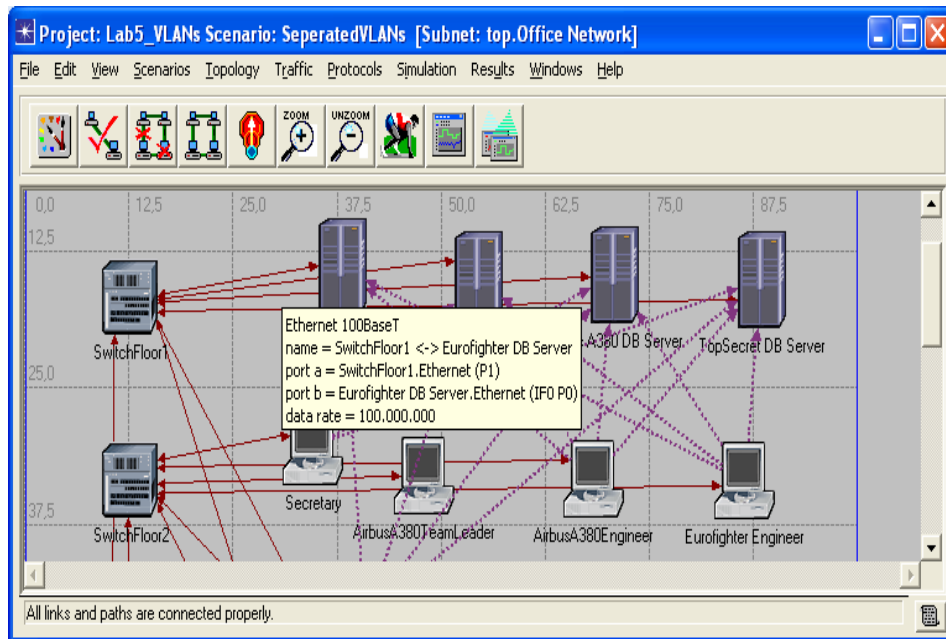 Project: Lab5_VLANs Scenario: SeperatedVLANs [Subnet: top.Office Network]
File Edit View Scenarios Topology Traffic Protocols Simulation Results Windows Help
ZOOM UNZOOM
0,0 12,5 25,0 37,5 50,0 62,5 75,0 87,5
12,5
Ethernet 100BaseT
name = SwitchFloor1 <-> Eurofighter DB Server
port a = SwitchFloor1.Ethernet (P1)
port b = Eurofighter DB Server.Ethernet (IF0 P0)
data rate = 100.000.000
SwitchFloor1
A380 DB Server
TopSecret DB Server
25,0
Secretary
37,5
SwitchFloor2
AirbusA380TeamLeader
AirbusA380Engineer
Eurofighter Engineer
All links and paths are connected properly.